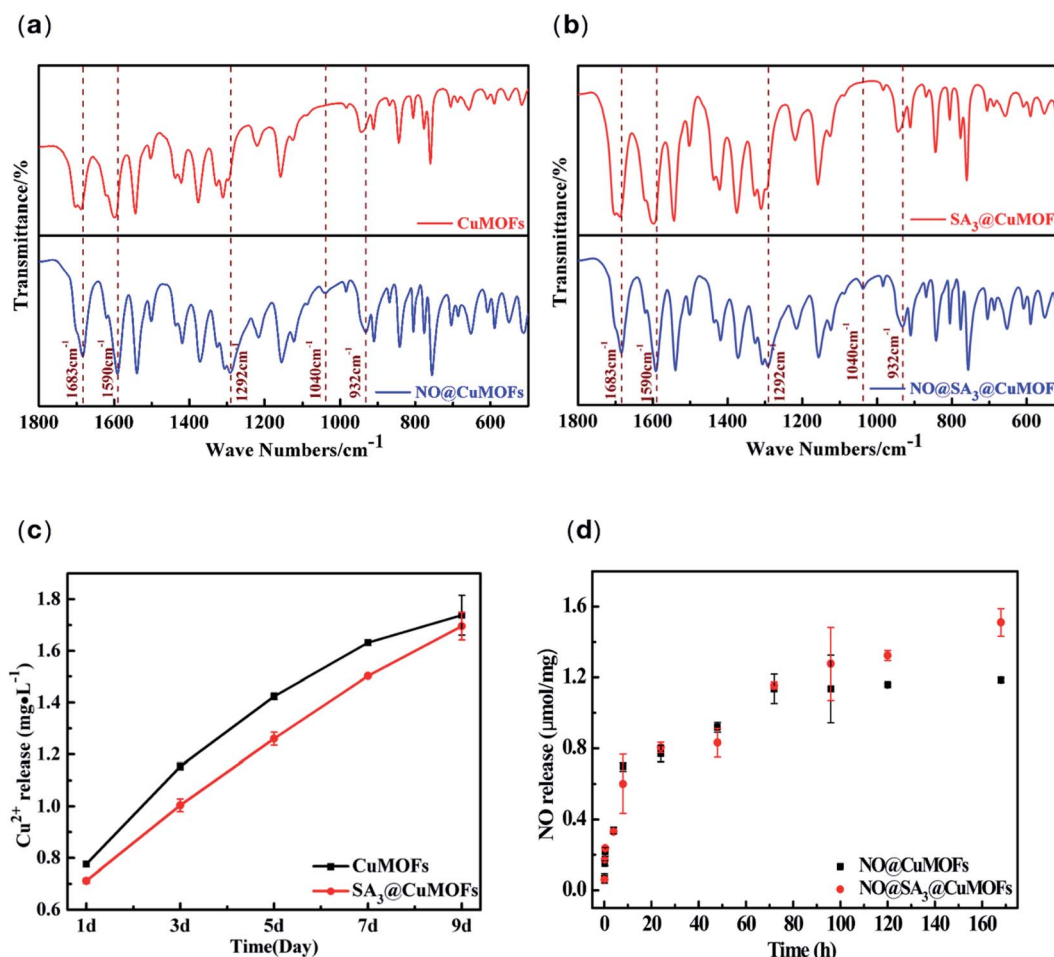 (a)
Transmittance/%
CuMOFs
NO@CuMOFs
1683cm-1
1590cm-1
1292cm-1
1040cm-1
932cm-1
1800 1600 1400 1200 1000 800 600
Wave Numbers/cm-1
(b)
Transmittance/%
SA3@CuMOF
NO@SA3@CuMOFs
1683cm-1
1590cm-1
1292cm-1
1040cm-1
932cm-1
1800 1600 1400 1200 1000 800 600
Wave Numbers/cm-1
(c)
Cu2+ release (mg•L-1)
1.8
1.6
1.4
1.2
1.0
0.8
0.6
CuMOFs
SA3@CuMOFs
1d 3d 5d 7d 9d
Time(Day)
(d)
NO release (μmol/mg)
1.6
1.2
0.8
0.4
0.0
NO@CuMOFs
NO@SA3@CuMOFs
0 20 40 60 80 100 120 140 160
Time (h)